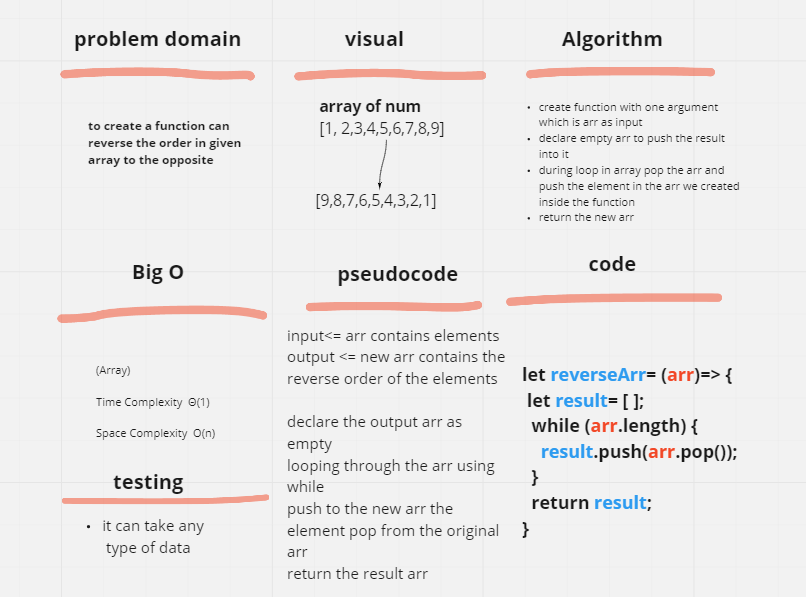 problem domain
to create a function can
reverse the order in given
array to the opposite
visual
array of num
[1, 2,3,4,5,6,7,8,9]
[9,8,7,6,5,4,3,2,1]
Algorithm
• create function with one argument
which is arr as input
• declare empty arr to push the result
into it
• during loop in array pop the arr and
push the element in the arr we created
inside the function
• return the new arr
Big O
(Array)
Time Complexity Θ(1)
Space Complexity O(n)
testing
• it can take any
type of data
pseudocode
input<= arr contains elements
output <= new arr contains the
reverse order of the elements
declare the output arr as
empty
looping through the arr using
while
push to the new arr the
element pop from the original
arr
return the result arr
code
let reverseArr= (arr)=> {
let result= [ ];
while (arr.length) {
result.push(arr.pop());
}
return result;
}